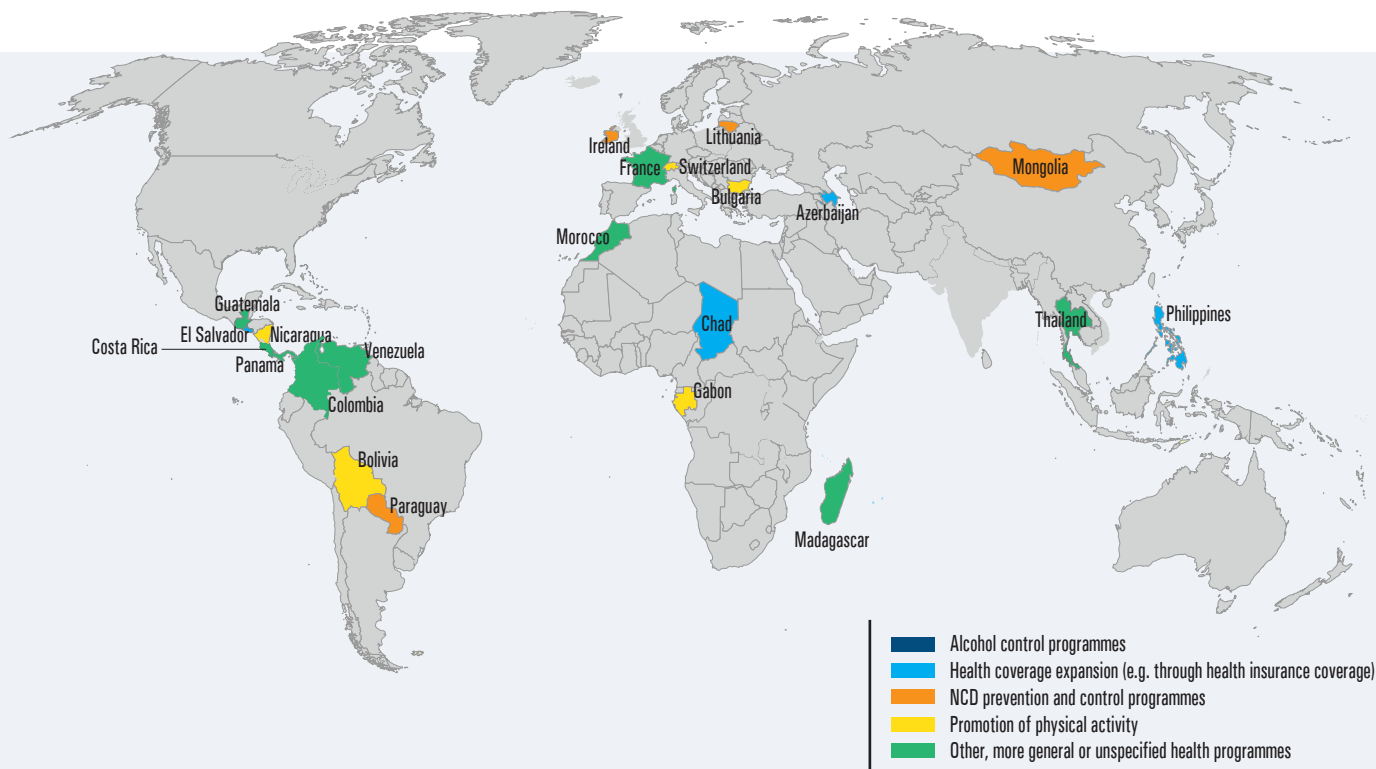 Ireland
Lithuania
Mongolia
France
Switzerland
Bulgaria
Azerbaijan
Morocco
Guatemala
El Salvador
Nicaragua
Costa Rica
Panama
Venezuela
Colombia
Chad
Thailand
Philippines
Gabon
Bolivia
Paraguay
Madagascar
Alcohol control programmes
Health coverage expansion (e.g. through health insurance coverage)
NCD prevention and control programmes
Promotion of physical activity
Other, more general or unspecified health programmes